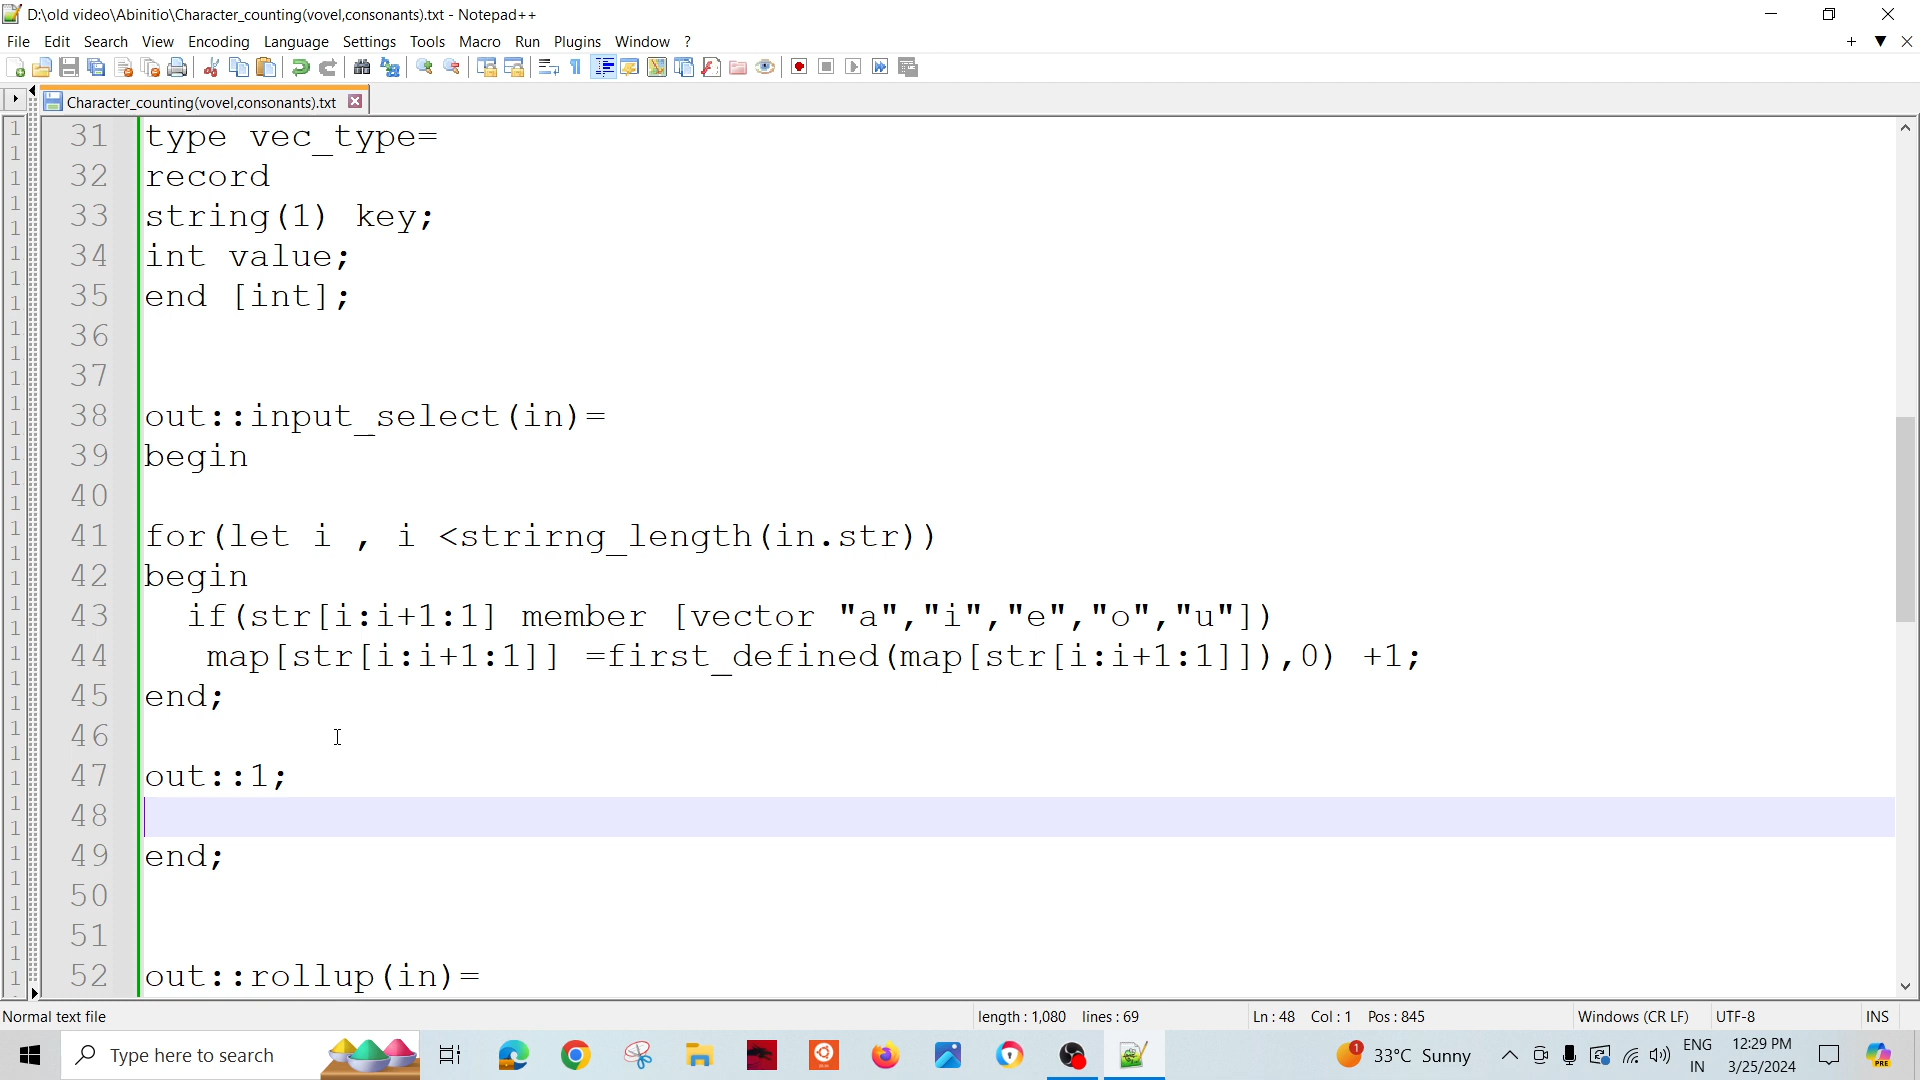 D:\old video\Abinitio\Character_counting(vovel,consonants).txt - Notepad++
File Edit Search View Encoding Language Settings Tools Macro Run Plugins Window ?
Character_counting(vovel,consonants).txt
31 type vec_type=
32 record
33 string(1) key;
34 int value;
35 end [int];
36
37
38 out::input_select(in)=
39 begin
40
41 for(let i , i <strirng_length(in.str))
42 begin
43 if(str[i:i+1:1] member [vector "a","i","e","o","u"])
44 map[str[i:i+1:1]] =first_defined(map[str[i:i+1:1]]),0) +1;
45 end;
46
47 out::1;
48
49 end;
50
51
52 out::rollup(in)=
Normal text file length : 1,080 lines : 69 Ln : 48 Col : 1 Pos : 845 Windows (CR LF) UTF-8 INS
Type here to search 33°C Sunny ENG IN 12:29 PM 3/25/2024